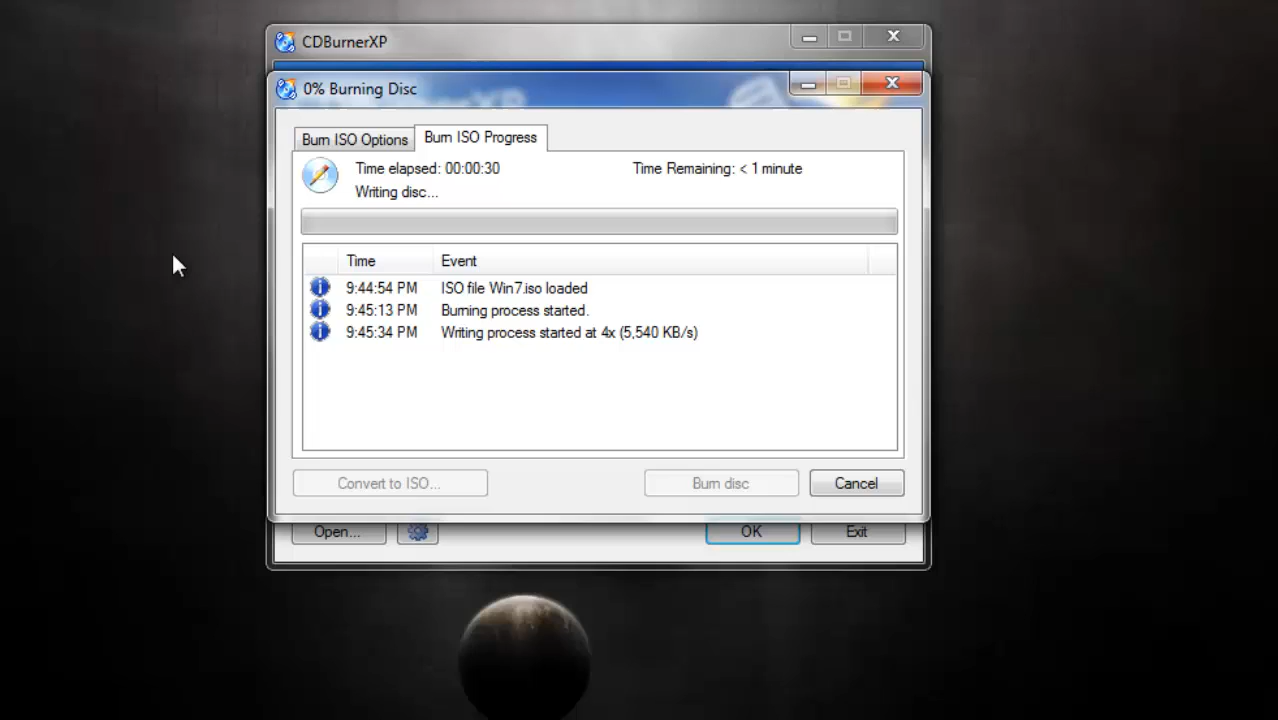 CDBurnerXP
0% Burning Disc
Burn ISO Options
Burn ISO Progress
Time elapsed: 00:00:30
Time Remaining: < 1 minute
Writing disc...
Time
Event
9:44:54 PM
ISO file Win7.iso loaded
9:45:13 PM
Burning process started.
9:45:34 PM
Writing process started at 4x (5,540 KB/s)
Convert to ISO...
Burn disc
Cancel
Open...
OK
Exit